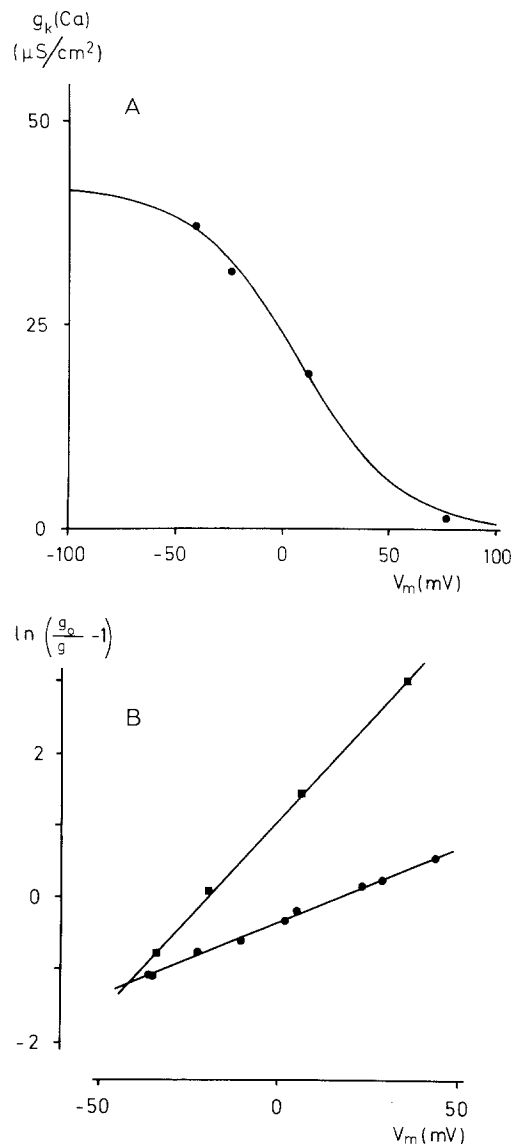 g_k(Ca)
(μS/cm²)
A
50
25
0
-100 -50 0 50 100
V_m(mV)
ln (g_o/g -1)
B
2
0
-2
-50 0 50
V_m(mV)